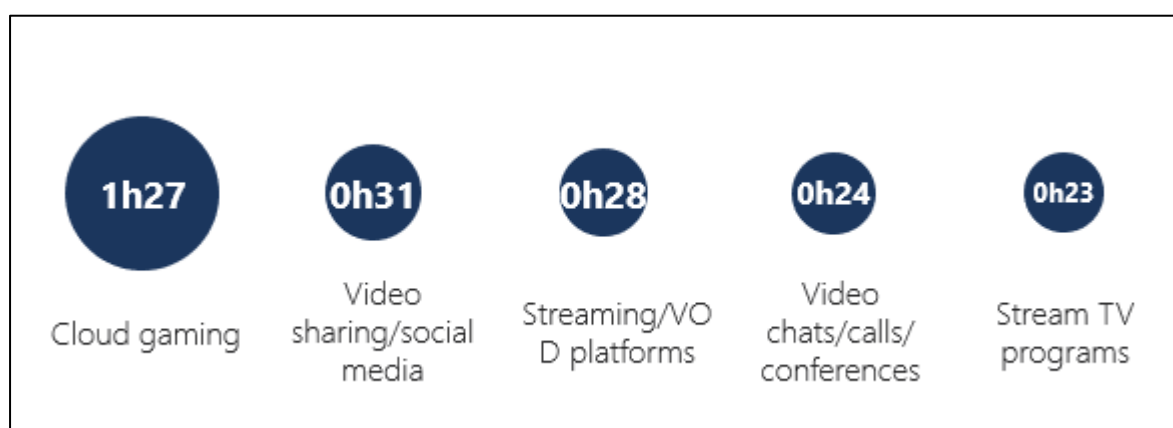 1h27
0h31
0h28
0h24
0h23
Cloud gaming
Video
sharing/social
media
Streaming/VO
D platforms
Video
chats/calls/
conferences
Stream TV
programs